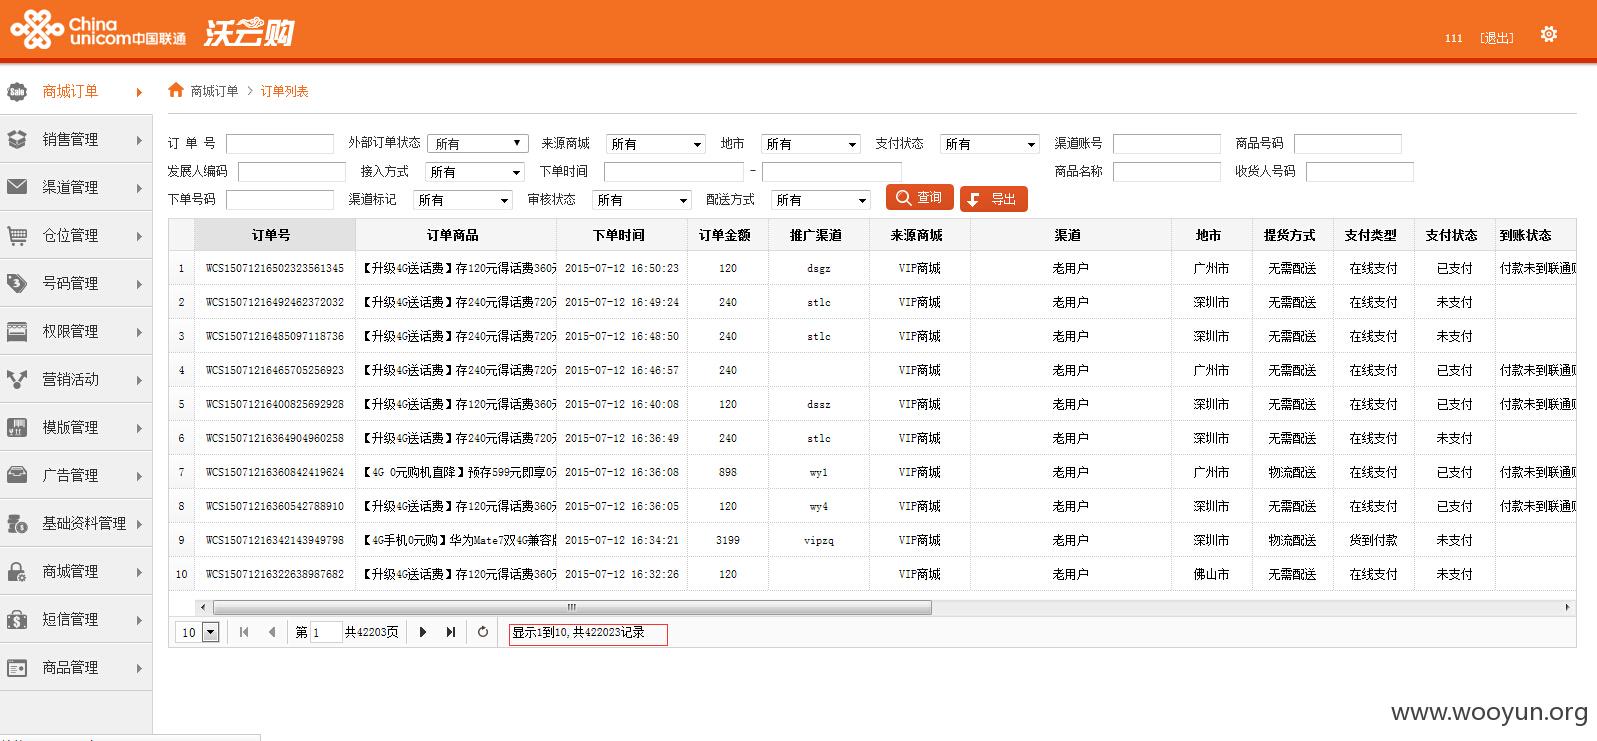 China
unicom中国联通 沃云购
111 [退出]
商城订单
销售管理
渠道管理
仓位管理
号码管理
权限管理
营销活动
模版管理
广告管理
基础资料管理
商城管理
短信管理
商品管理
商城订单 > 订单列表
订 单 号 外部订单状态 所有 来源商城 所有 地市 所有 支付状态 所有 渠道账号 商品号码
发展人编码 接入方式 所有 下单时间 - 商品名称 收货人号码
下单号码 渠道标记 所有 审核状态 所有 配送方式 所有 查询 导出
订单号 订单商品 下单时间 订单金额 推广渠道 来源商城 渠道 地市 提货方式 支付类型 支付状态 到账状态
1 WCS15071216502323561345 【升级4G送话费】存120元得话费360元 2015-07-12 16:50:23 120 dsgz VIP商城 老用户 广州市 无需配送 在线支付 已支付 付款未到联通账
2 WCS15071216492462372032 【升级4G送话费】存240元得话费720元 2015-07-12 16:49:24 240 stlc VIP商城 老用户 深圳市 无需配送 在线支付 未支付
3 WCS15071216485097118736 【升级4G送话费】存240元得话费720元 2015-07-12 16:48:50 240 stlc VIP商城 老用户 深圳市 无需配送 在线支付 未支付
4 WCS15071216465705256923 【升级4G送话费】存240元得话费720元 2015-07-12 16:46:57 240 VIP商城 老用户 广州市 无需配送 在线支付 已支付 付款未到联通账
5 WCS15071216400825692928 【升级4G送话费】存120元得话费360元 2015-07-12 16:40:08 120 dssz VIP商城 老用户 深圳市 无需配送 在线支付 已支付 付款未到联通账
6 WCS15071216364904960258 【升级4G送话费】存240元得话费720元 2015-07-12 16:36:49 240 stlc VIP商城 老用户 深圳市 无需配送 在线支付 未支付
7 WCS15071216360842419624 【4G 0元购机直降】预存599元即享0元 2015-07-12 16:36:08 898 wy1 VIP商城 老用户 广州市 物流配送 在线支付 已支付 付款未到联通账
8 WCS15071216360542788910 【升级4G送话费】存120元得话费360元 2015-07-12 16:36:05 120 wy4 VIP商城 老用户 深圳市 无需配送 在线支付 已支付 付款未到联通账
9 WCS15071216342143949798 【4G手机0元购】华为Mate7双4G兼容版 2015-07-12 16:34:21 3199 vipzq VIP商城 老用户 深圳市 物流配送 货到付款 未支付
10 WCS15071216322638987682 【升级4G送话费】存120元得话费360元 2015-07-12 16:32:26 120 VIP商城 老用户 佛山市 无需配送 在线支付 未支付
10 第 1 共42203页 显示1到10,共422023记录
www.wooyun.org